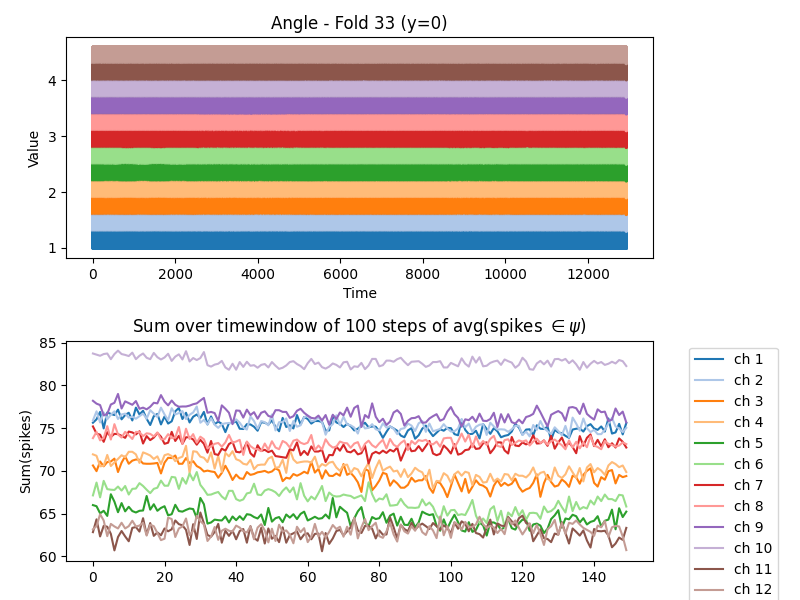 Angle - Fold 33 (y=0)
Value
4
3
2
1
0 2000 4000 6000 8000 10000 12000
Time
Sum over timewindow of 100 steps of avg(spikes ∈ ψ)
Sum(spikes)
85
80
75
70
65
60
0 20 40 60 80 100 120 140
ch 1
ch 2
ch 3
ch 4
ch 5
ch 6
ch 7
ch 8
ch 9
ch 10
ch 11
ch 12